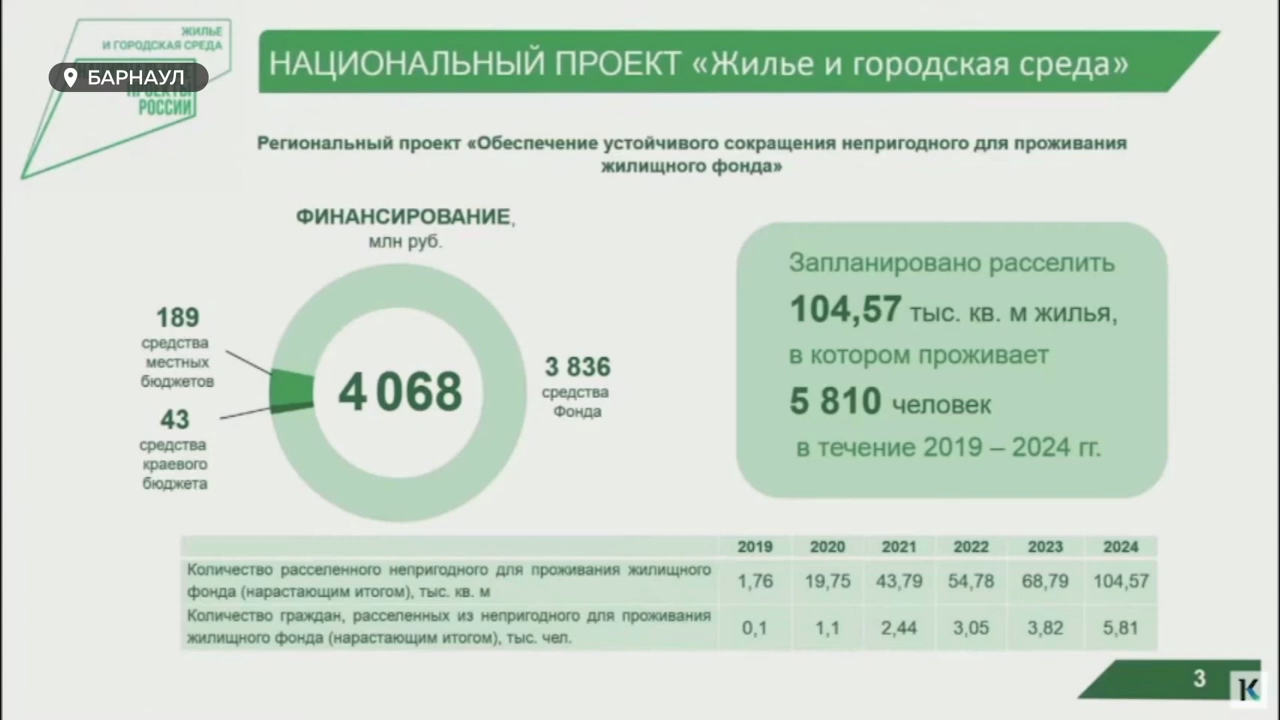 ЖИЛЬЕ
И ГОРОДСКАЯ СРЕДА
БАРНАУЛ
РОССИИ
НАЦИОНАЛЬНЫЙ ПРОЕКТ «Жилье и городская среда»
Региональный проект «Обеспечение устойчивого сокращения непригодного для проживания
жилищного фонда»
ФИНАНСИРОВАНИЕ,
млн руб.
189
средства
местных
бюджетов
43
средства
краевого
бюджета
4 068
3 836
средства
Фонда
Запланировано расселить
104,57 тыс. кв. м жилья,
в котором проживает
5 810 человек
в течение 2019 – 2024 гг.
2019 2020 2021 2022 2023 2024
Количество расселенного непригодного для проживания жилищного
фонда (нарастающим итогом), тыс. кв. м
1,76 19,75 43,79 54,78 68,79 104,57
Количество граждан, расселенных из непригодного для проживания
жилищного фонда (нарастающим итогом), тыс. чел.
0,1 1,1 2,44 3,05 3,82 5,81
3
К